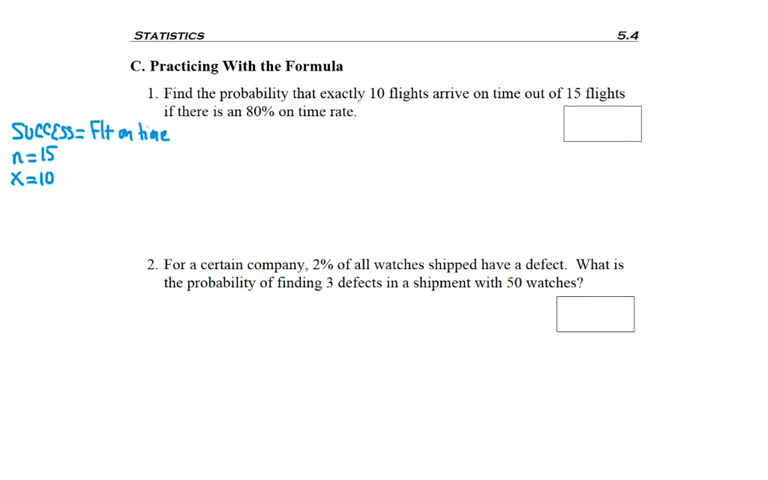 STATISTICS 5.4
C. Practicing With the Formula
1. Find the probability that exactly 10 flights arrive on time out of 15 flights
if there is an 80% on time rate.
SUCCESS = Flt on time
n = 15
x = 10
2. For a certain company, 2% of all watches shipped have a defect. What is
the probability of finding 3 defects in a shipment with 50 watches?